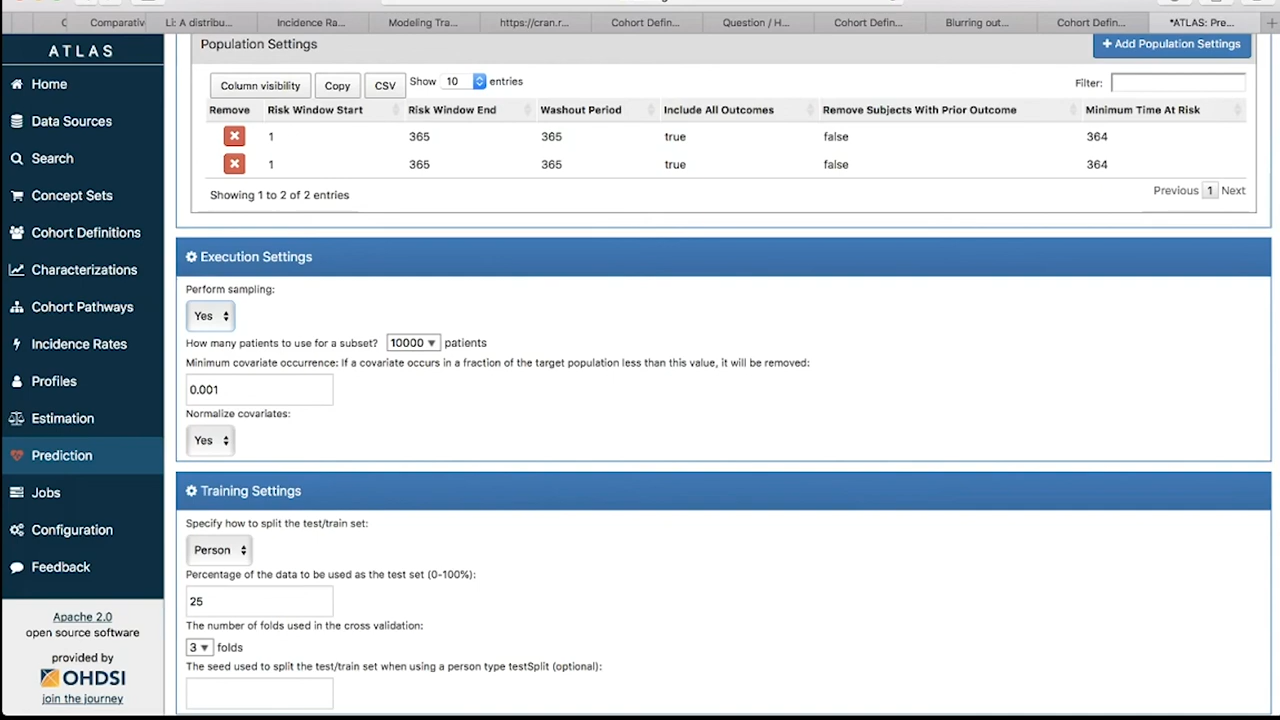 C Comparativ Li: A distribu... Incidence Ra... Modeling Tra... https://cran.r... Cohort Defin... Question / H... Cohort Defin... Blurring out... Cohort Defin... *ATLAS: Pre... +
ATLAS
Home
Data Sources
Search
Concept Sets
Cohort Definitions
Characterizations
Cohort Pathways
Incidence Rates
Profiles
Estimation
Prediction
Jobs
Configuration
Feedback
Apache 2.0
open source software
provided by
OHDSI
join the journey
Population Settings
+ Add Population Settings
Column visibility Copy CSV Show 10 entries Filter:
Remove Risk Window Start Risk Window End Washout Period Include All Outcomes Remove Subjects With Prior Outcome Minimum Time At Risk
1 365 365 true false 364
1 365 365 true false 364
Showing 1 to 2 of 2 entries
Previous 1 Next
Execution Settings
Perform sampling:
Yes
How many patients to use for a subset? 10000 patients
Minimum covariate occurrence: If a covariate occurs in a fraction of the target population less than this value, it will be removed:
0.001
Normalize covariates:
Yes
Training Settings
Specify how to split the test/train set:
Person
Percentage of the data to be used as the test set (0-100%):
25
The number of folds used in the cross validation:
3 folds
The seed used to split the test/train set when using a person type testSplit (optional):